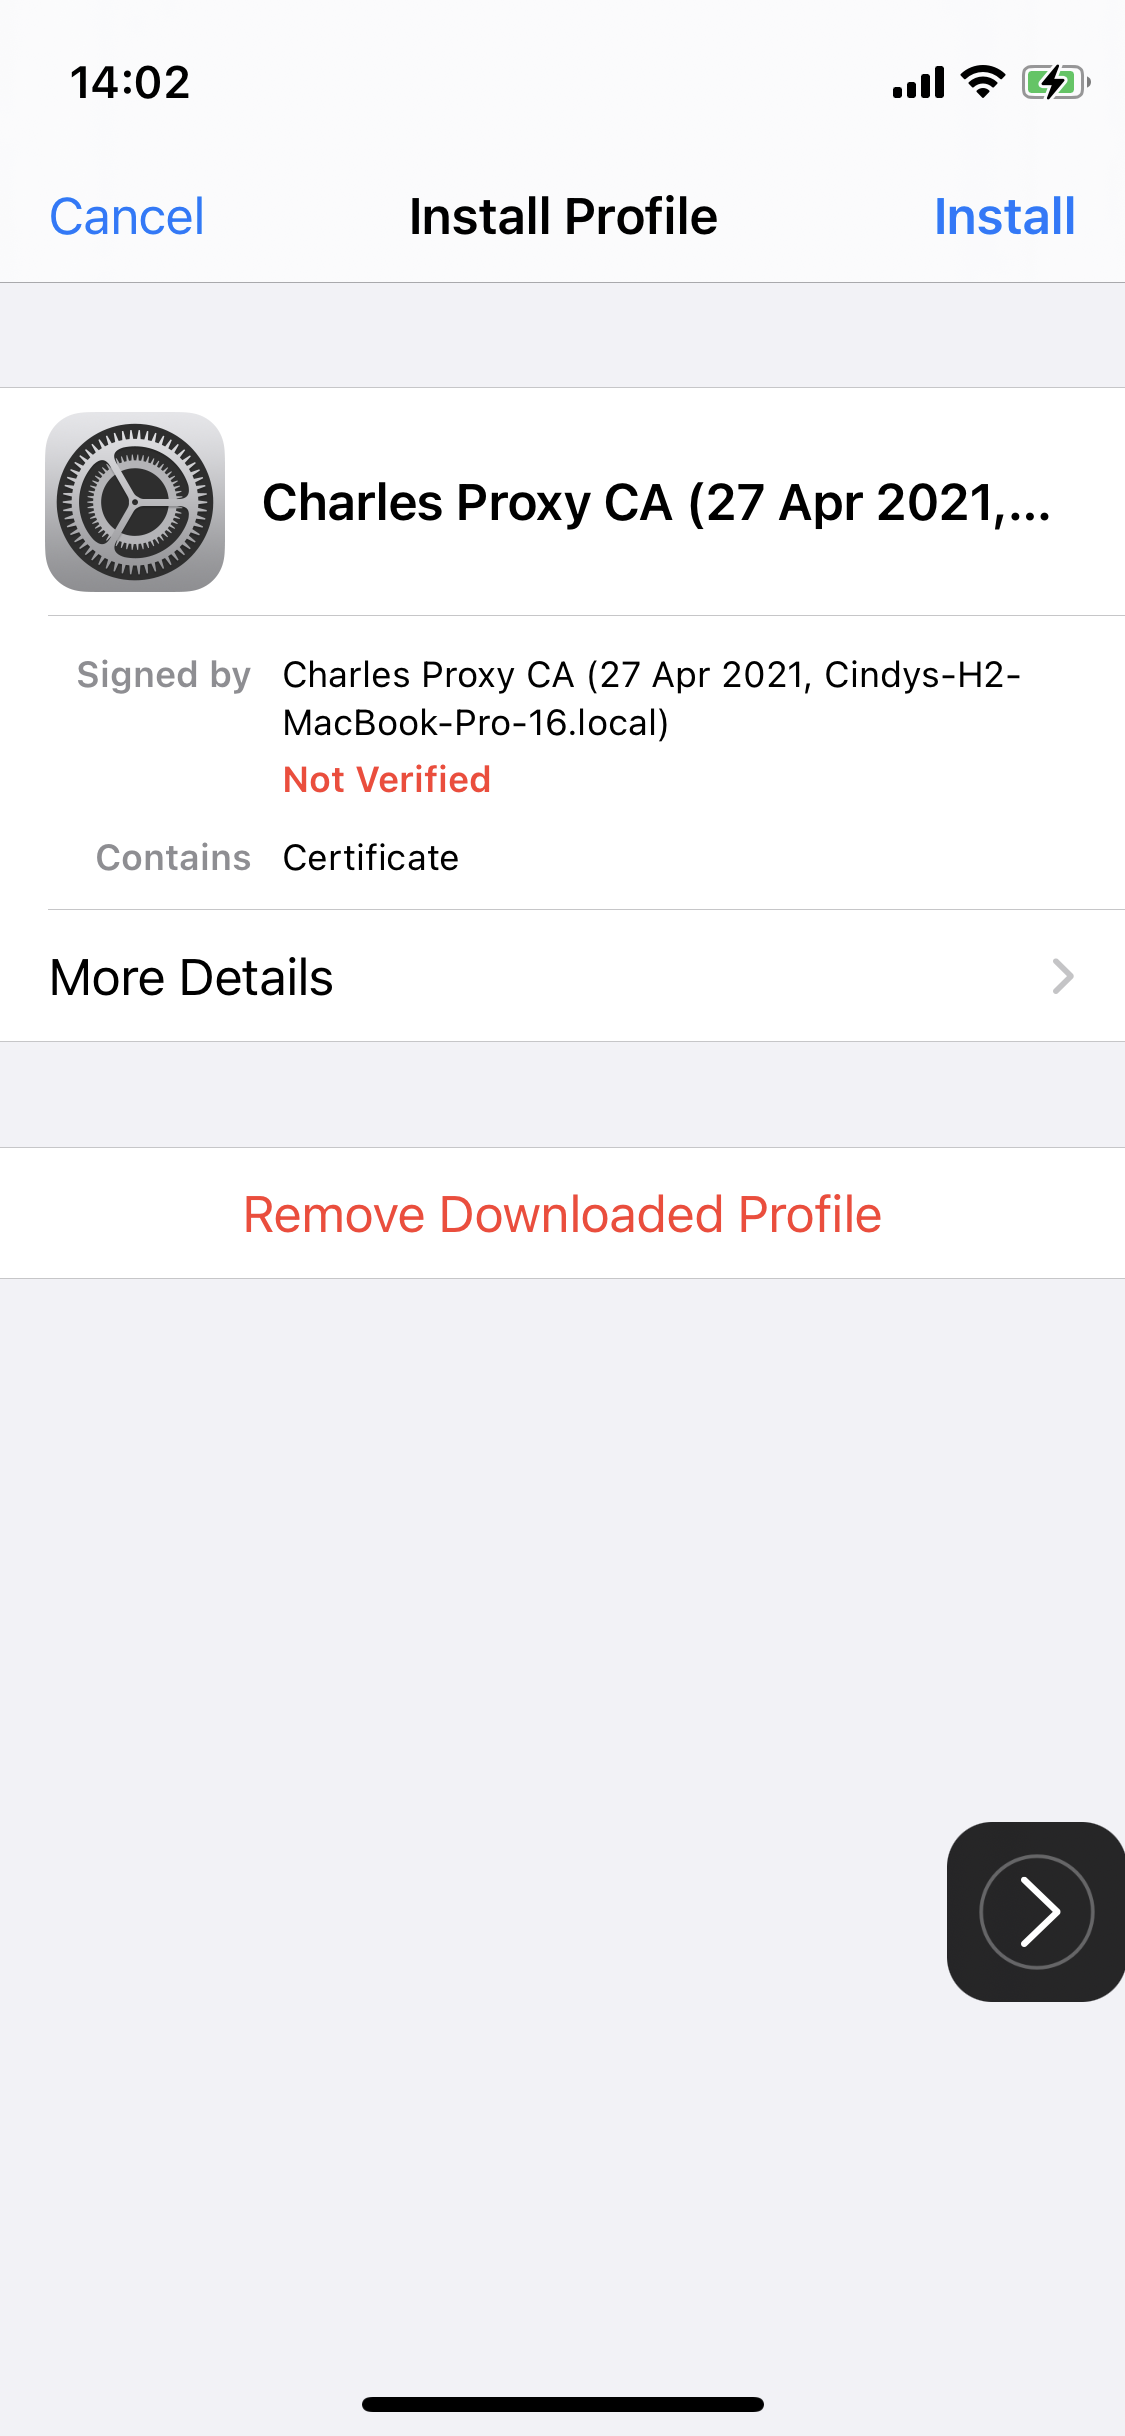 14:02
Cancel
Install Profile
Install
Charles Proxy CA (27 Apr 2021,...
Signed by
Charles Proxy CA (27 Apr 2021, Cindys-H2-
MacBook-Pro-16.local)
Not Verified
Contains
Certificate
More Details
Remove Downloaded Profile